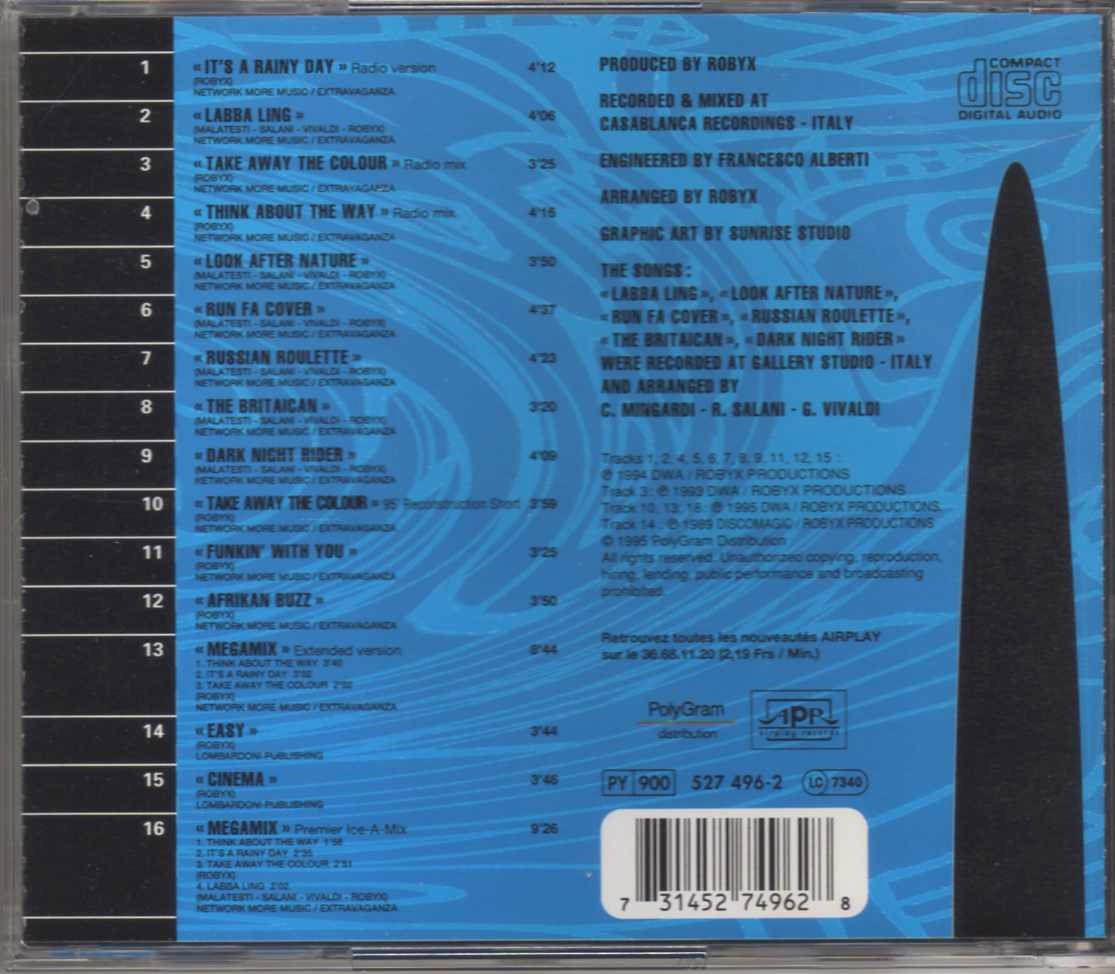 1 « IT'S A RAINY DAY » Radio version 4'12
(ROBYX)
NETWORK MORE MUSIC / EXTRAVAGANZA
2 « LABBA LING » 4'06
(MALATESTI - SALANI - VIVALDI - ROBYX)
NETWORK MORE MUSIC / EXTRAVAGANZA
3 « TAKE AWAY THE COLOUR » Radio mix 3'25
(ROBYX)
NETWORK MORE MUSIC / EXTRAVAGANZA
4 « THINK ABOUT THE WAY » Radio mix 4'16
(ROBYX)
NETWORK MORE MUSIC / EXTRAVAGANZA
5 « LOOK AFTER NATURE » 3'50
(MALATESTI - SALANI - VIVALDI - ROBYX)
NETWORK MORE MUSIC / EXTRAVAGANZA
6 « RUN FA COVER » 4'37
(MALATESTI - SALANI - VIVALDI - ROBYX)
NETWORK MORE MUSIC / EXTRAVAGANZA
7 « RUSSIAN ROULETTE » 4'23
(MALATESTI - SALANI - VIVALDI - ROBYX)
NETWORK MORE MUSIC / EXTRAVAGANZA
8 « THE BRITAICAN » 3'20
(MALATESTI - SALANI - VIVALDI - ROBYX)
NETWORK MORE MUSIC / EXTRAVAGANZA
9 « DARK NIGHT RIDER » 4'09
(MALATESTI - SALANI - VIVALDI - ROBYX)
NETWORK MORE MUSIC / EXTRAVAGANZA
10 « TAKE AWAY THE COLOUR » 95' Reconstruction Short 3'59
(ROBYX)
NETWORK MORE MUSIC / EXTRAVAGANZA
11 « FUNKIN' WITH YOU » 3'25
(ROBYX)
NETWORK MORE MUSIC / EXTRAVAGANZA
12 « AFRIKAN BUZZ » 3'50
(ROBYX)
NETWORK MORE MUSIC / EXTRAVAGANZA
13 « MEGAMIX » Extended version 8'44
1. THINK ABOUT THE WAY 3'40
2. IT'S A RAINY DAY 3'02
3. TAKE AWAY THE COLOUR 2'02
(ROBYX)
NETWORK MORE MUSIC / EXTRAVAGANZA
14 « EASY » 3'44
(ROBYX)
LOMBARDONI PUBLISHING
15 « CINEMA » 3'46
(ROBYX)
LOMBARDONI PUBLISHING
16 « MEGAMIX » Premier Ice-A-Mix 9'26
1. THINK ABOUT THE WAY 1'58
2. IT'S A RAINY DAY 2'35
3. TAKE AWAY THE COLOUR 2'51
(ROBYX)
4. LABBA LING 2'02
(MALATESTI - SALANI - VIVALDI - ROBYX)
NETWORK MORE MUSIC / EXTRAVAGANZA
PRODUCED BY ROBYX
RECORDED & MIXED AT
CASABLANCA RECORDINGS - ITALY
ENGINEERED BY FRANCESCO ALBERTI
ARRANGED BY ROBYX
GRAPHIC ART BY SUNRISE STUDIO
THE SONGS :
« LABBA LING », « LOOK AFTER NATURE »,
« RUN FA COVER », « RUSSIAN ROULETTE »,
« THE BRITAICAN », « DARK NIGHT RIDER »
WERE RECORDED AT GALLERY STUDIO - ITALY
AND ARRANGED BY
C. MINGARDI - R. SALANI - G. VIVALDI
Tracks 1, 2, 4, 5, 6, 7, 8, 9, 11, 12, 15 :
℗ 1994 DWA / ROBYX PRODUCTIONS
Track 3 : ℗ 1993 DWA / ROBYX PRODUCTIONS
Track 10, 13, 16 : ℗ 1995 DWA / ROBYX PRODUCTIONS.
Track 14 : ℗ 1989 DISCOMAGIC / ROBYX PRODUCTIONS
© 1995 PolyGram Distribution
All rights reserved. Unauthorized copying, reproduction,
hiring, lending, public performance and broadcasting
prohibited.
Retrouvez toutes les nouveautés AIRPLAY
sur le 36.68.11.20 (2,19 Frs / Min.)
PolyGram
distribution
APR
airplay records
PY 900 527 496-2 LC 7340
7 31452 74962 8
COMPACT
disc
DIGITAL AUDIO